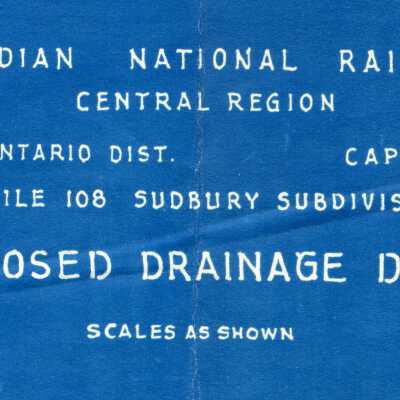 DIAN NATIONAL RAI
CENTRAL REGION
NTARIO DIST. CAP
ILE 108 SUDBURY SUBDIVIS
OSED DRAINAGE D
SCALES AS SHOWN